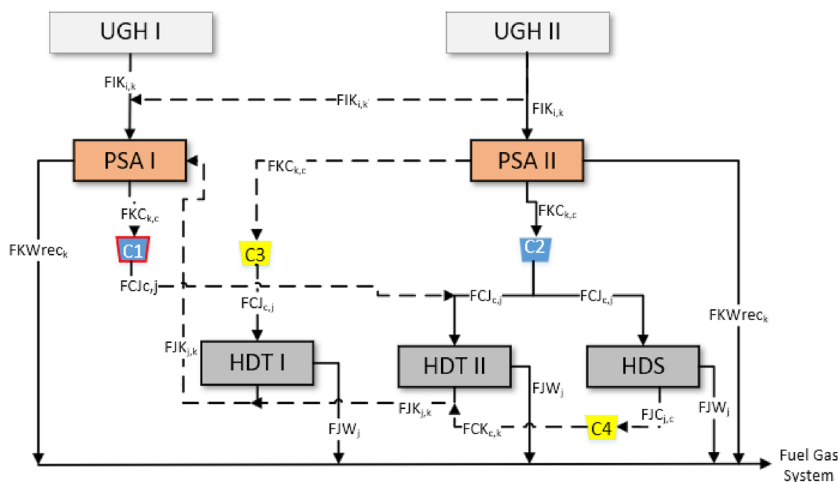 UGH I
UGH II
FIKi,k
FIKi,k
FIKi,k
PSA I
PSA II
FKCk,c
FKCk,c
FKCk,c
C1
C3
C2
FKWreck
FCJc,j
FCJc,j
FCJc,j
FCJc,j
FKWreck
FJKj,k
HDT I
HDT II
HDS
FJWj
FJKj,k
FJWj
FJCj,c
FJWj
FCKc,k
C4
Fuel Gas
System